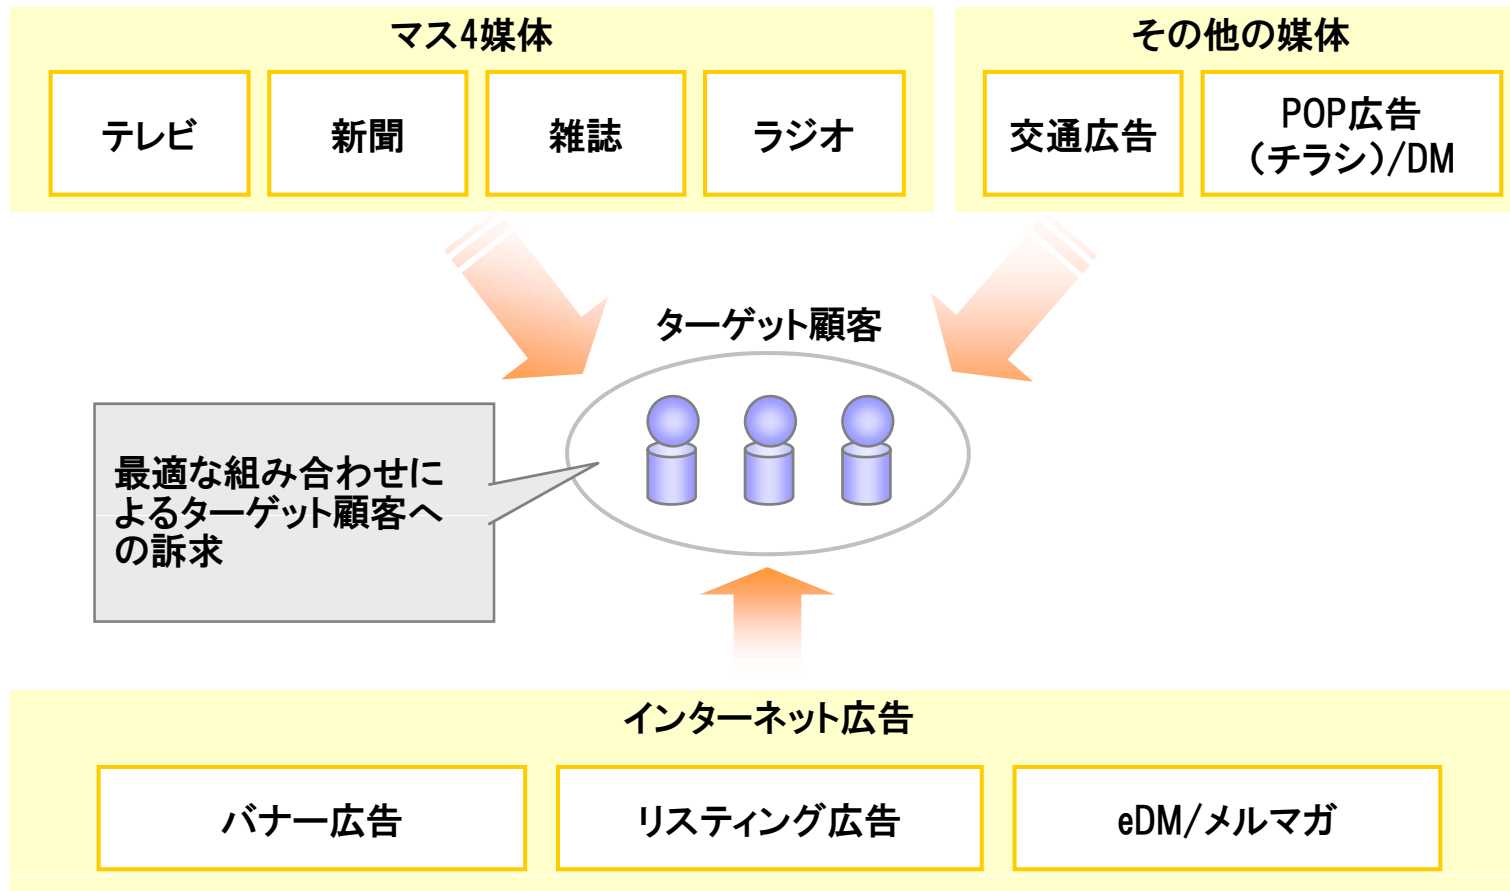 マス4媒体
テレビ
新聞
雑誌
ラジオ
その他の媒体
交通広告
POP広告
（チラシ）/DM
ターゲット顧客
最適な組み合わせに
よるターゲット顧客へ
の訴求
インターネット広告
バナー広告
リスティング広告
eDM/メルマガ